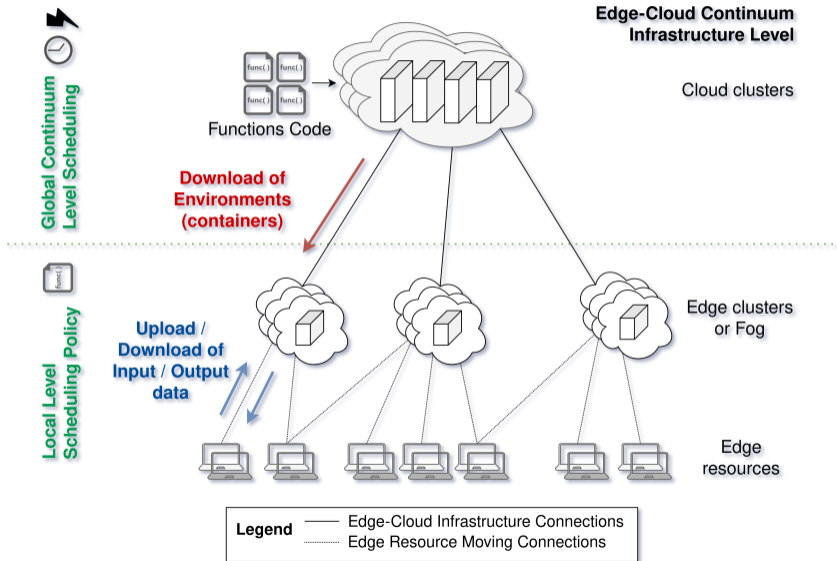 Edge-Cloud Continuum
Infrastructure Level
Global Continuum
Level Scheduling
func()
func()
func()
func()
Functions Code
Cloud clusters
Download of
Environments
(containers)
func()
Local Level
Scheduling Policy
Upload /
Download of
Input / Output
data
Edge clusters
or Fog
Edge
resources
Legend
Edge-Cloud Infrastructure Connections
Edge Resource Moving Connections